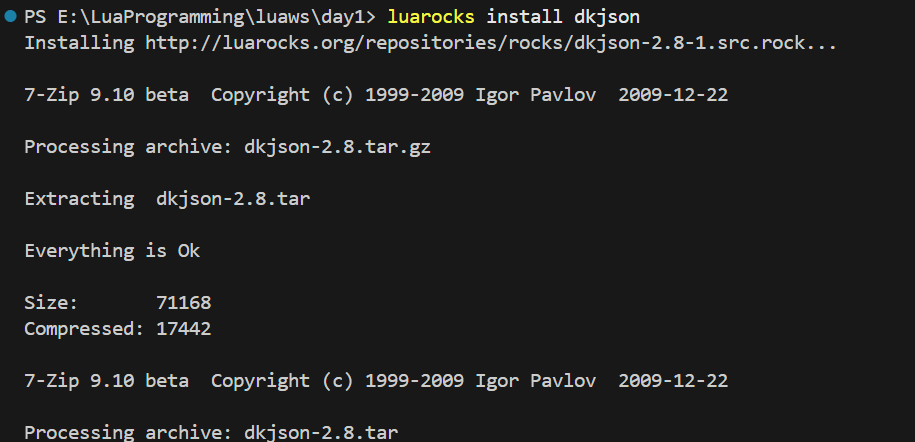 PS E:\LuaProgramming\luaws\day1> luarocks install dkjson
Installing http://luarocks.org/repositories/rocks/dkjson-2.8-1.src.rock...
7-Zip 9.10 beta  Copyright (c) 1999-2009 Igor Pavlov  2009-12-22
Processing archive: dkjson-2.8.tar.gz
Extracting  dkjson-2.8.tar
Everything is Ok
Size:       71168
Compressed: 17442
7-Zip 9.10 beta  Copyright (c) 1999-2009 Igor Pavlov  2009-12-22
Processing archive: dkjson-2.8.tar